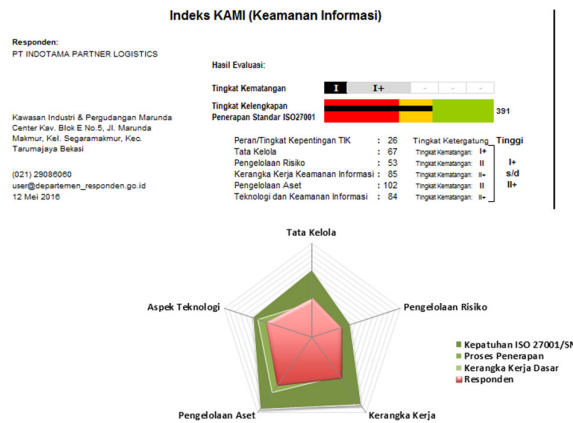 Indeks KAMI (Keamanan Informasi)
Responden:
PT INDOTAMA PARTNER LOGISTICS
Hasil Evaluasi:
Tingkat Kematangan I I+ - - -
Tingkat Kelengkapan
Penerapan Standar ISO27001 391
Kawasan Industri & Pergudangan Marunda
Center Kav. Blok E No.5, Jl. Marunda
Makmur, Kel. Segaramakmur, Kec.
Tarumajaya Bekasi
(021) 29086060
user@departemen_responden.go.id
12 Mei 2016
Peran/Tingkat Kepentingan TIK : 26 Tingkat Ketergatung Tinggi
Tata Kelola : 67 Tingkat Kematangan: I+
Pengelolaan Risiko : 53 Tingkat Kematangan: II I+
Kerangka Kerja Keamanan Informasi : 85 Tingkat Kematangan: II+ s/d
Pengelolaan Aset : 102 Tingkat Kematangan: II II+
Teknologi dan Keamanan Informasi : 84 Tingkat Kematangan: II+
Tata Kelola
Aspek Teknologi
Pengelolaan Risiko
Kepatuhan ISO 27001/SN
Proses Penerapan
Kerangka Kerja Dasar
Responden
Pengelolaan Aset
Kerangka Kerja